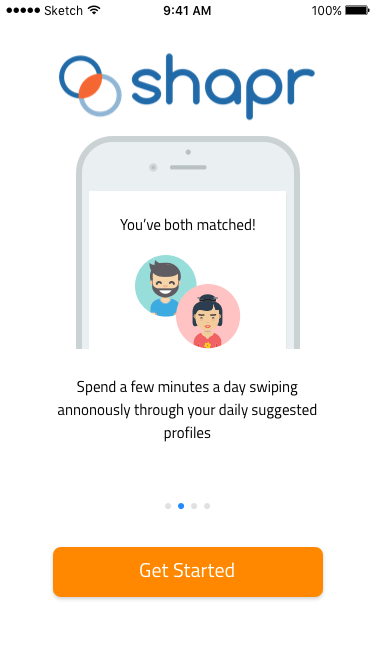 ●●●●● Sketch 9:41 AM 100%
shapr
You've both matched!
Spend a few minutes a day swiping
annonously through your daily suggested
profiles
Get Started